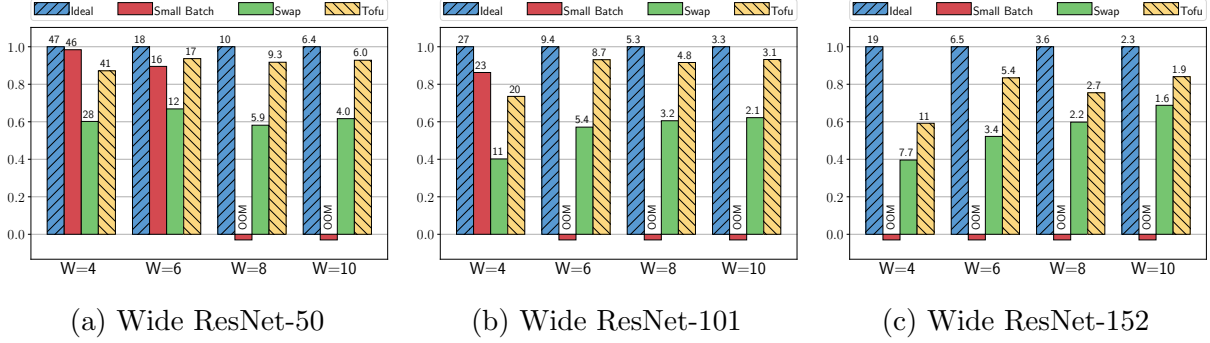 Ideal Small Batch Swap Tofu
47 46 28 41 18 16 12 17 10 OOM 5.9 9.3 6.4 OOM 4.0 6.0
1.0
0.8
0.6
0.4
0.2
0.0
W=4 W=6 W=8 W=10
(a) Wide ResNet-50
Ideal Small Batch Swap Tofu
27 23 11 20 9.4 OOM 5.4 8.7 5.3 OOM 3.2 4.8 3.3 OOM 2.1 3.1
1.0
0.8
0.6
0.4
0.2
0.0
W=4 W=6 W=8 W=10
(b) Wide ResNet-101
Ideal Small Batch Swap Tofu
19 OOM 7.7 11 6.5 OOM 3.4 5.4 3.6 OOM 2.2 2.7 2.3 OOM 1.6 1.9
1.0
0.8
0.6
0.4
0.2
0.0
W=4 W=6 W=8 W=10
(c) Wide ResNet-152